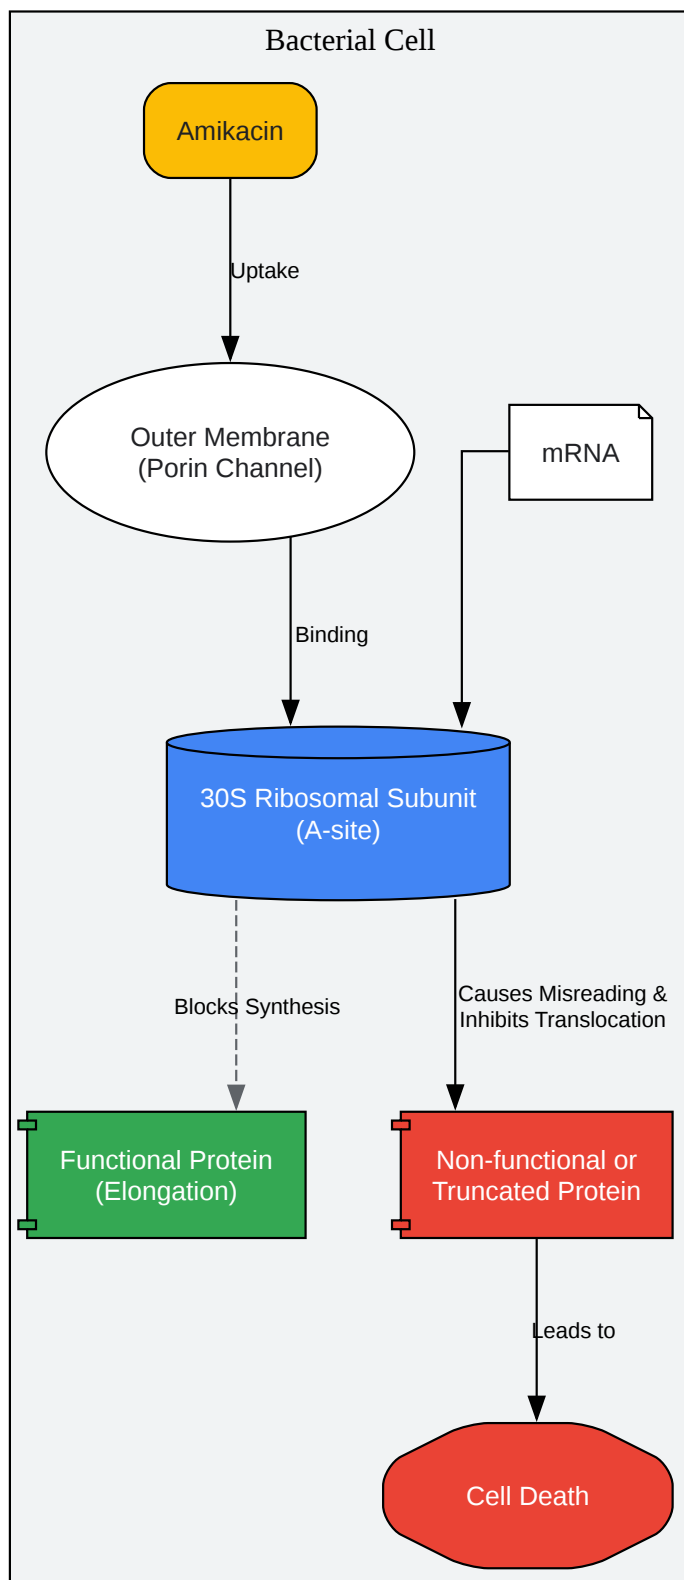 Bacterial Cell
Amikacin
Uptake
Outer Membrane
(Porin Channel)
mRNA
Binding
30S Ribosomal Subunit
(A-site)
Blocks Synthesis
Causes Misreading &
Inhibits Translocation
Functional Protein
(Elongation)
Non-functional or
Truncated Protein
Leads to
Cell Death